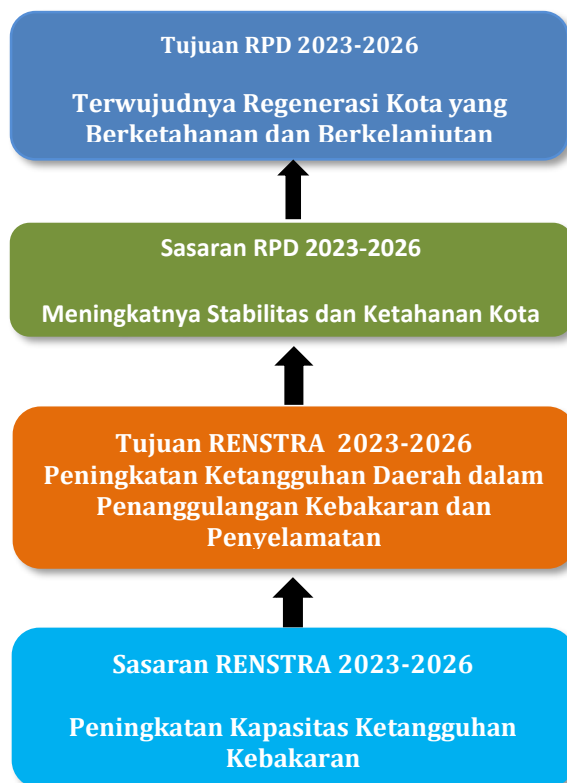 Tujuan RPD 2023-2026
Terwujudnya Regenerasi Kota yang
Berketahanan dan Berkelanjutan
Sasaran RPD 2023-2026
Meningkatnya Stabilitas dan Ketahanan Kota
Tujuan RENSTRA 2023-2026
Peningkatan Ketangguhan Daerah dalam
Penanggulangan Kebakaran dan
Penyelamatan
Sasaran RENSTRA 2023-2026
Peningkatan Kapasitas Ketangguhan
Kebakaran